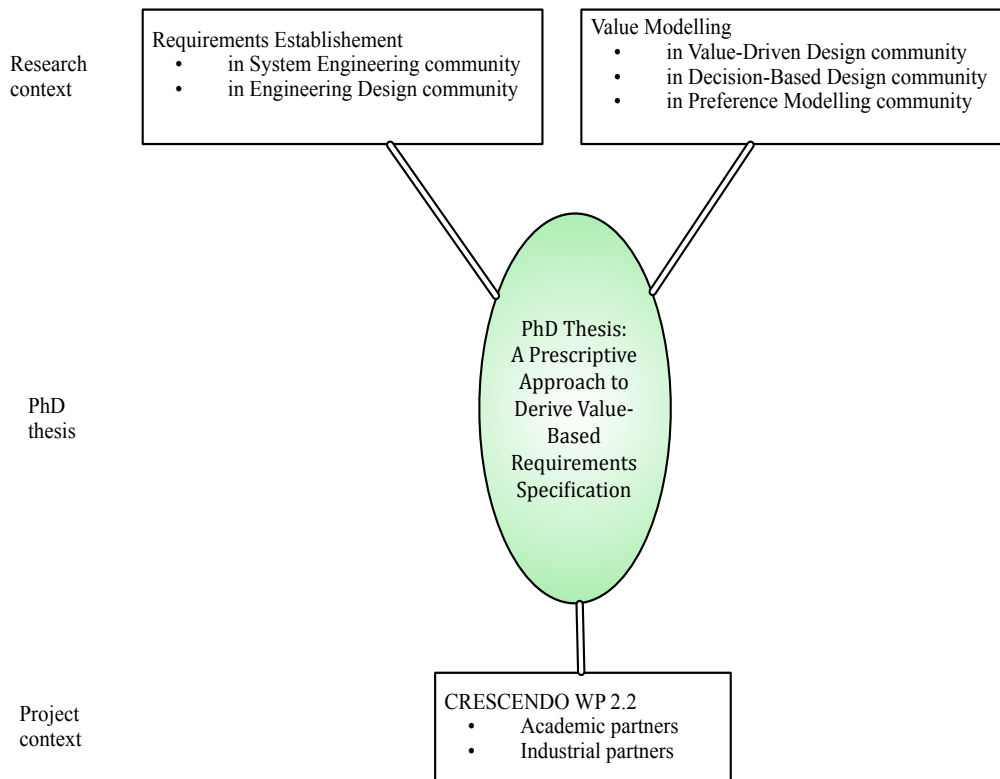 Research
context
Requirements Establisement
• in System Engineering community
• in Engineering Design community
Value Modelling
• in Value-Driven Design community
• in Decision-Based Design community
• in Preference Modelling community
PhD
thesis
PhD Thesis:
A Prescriptive
Approach to
Derive Value-
Based
Requirements
Specification
Project
context
CRESCENDO WP 2.2
• Academic partners
• Industrial partners